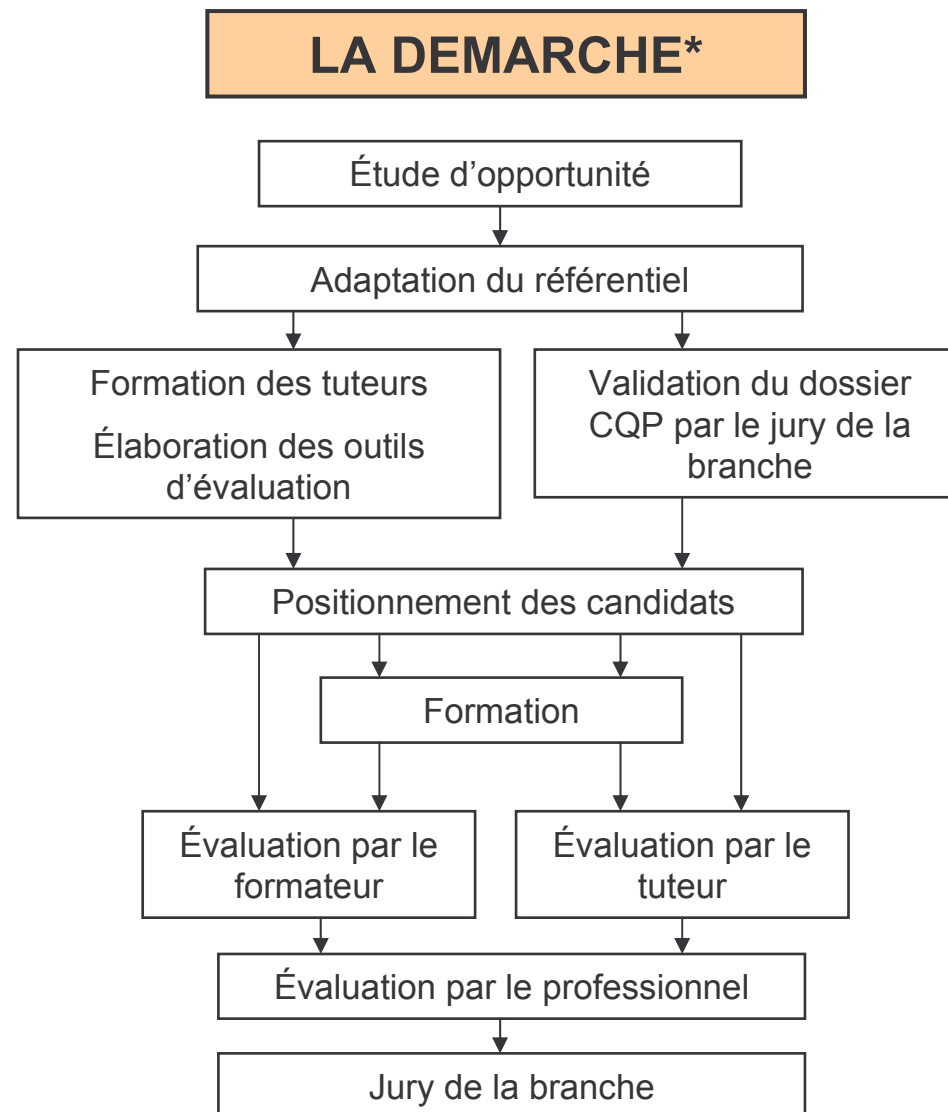 LA DEMARCHE*
Étude d’opportunité
Adaptation du référentiel
Formation des tuteurs
Élaboration des outils
d’évaluation
Validation du dossier
CQP par le jury de la
branche
Positionnement des candidats
Formation
Évaluation par le
formateur
Évaluation par le
tuteur
Évaluation par le professionnel
Jury de la branche